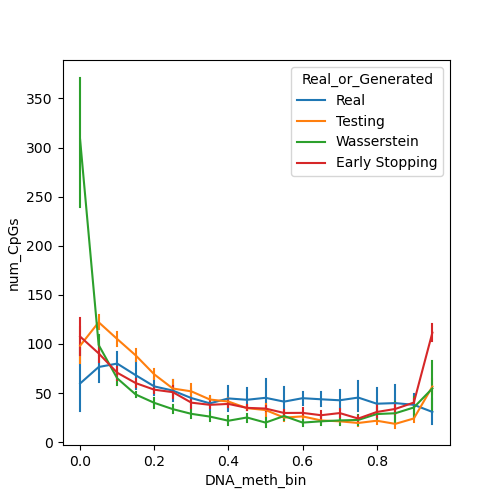 Real_or_Generated
Real
Testing
Wasserstein
Early Stopping
350
300
250
200
150
100
50
0
num_CpGs
0.0 0.2 0.4 0.6 0.8
DNA_meth_bin